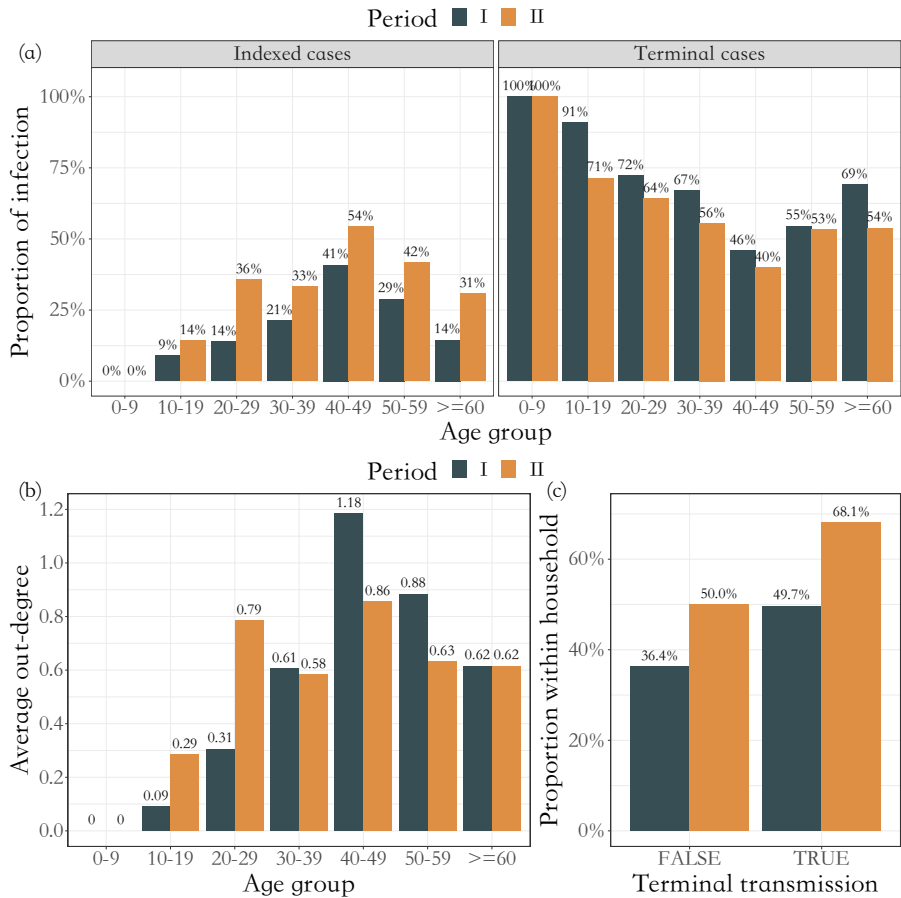 Period I II
(a)
Indexed cases Terminal cases
Proportion of infection
100%
75%
50%
25%
0%
0% 0% 9% 14% 14% 36% 21% 33% 41% 54% 29% 42% 14% 31%
100% 100% 91% 71% 72% 64% 67% 56% 46% 40% 55% 53% 69% 54%
0-9 10-19 20-29 30-39 40-49 50-59 >=60 0-9 10-19 20-29 30-39 40-49 50-59 >=60
Age group
Period I II
(b)
Average out-degree
1.2
1.0
0.8
0.6
0.4
0.2
0.0
0 0 0.09 0.29 0.31 0.79 0.61 0.58 1.18 0.86 0.88 0.63 0.62 0.62
0-9 10-19 20-29 30-39 40-49 50-59 >=60
Age group
(c)
Proportion within household
60%
40%
20%
0%
36.4% 50.0% 49.7% 68.1%
FALSE TRUE
Terminal transmission